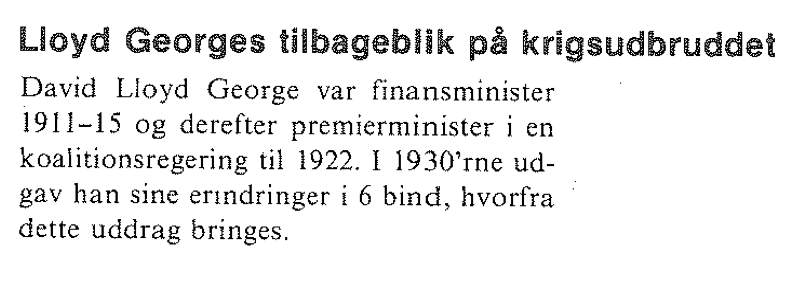 Lloyd Georges tilbageblik på krigsudbruddet
David Lloyd George var finansminister
1911–15 og derefter premierminister i en
koalitionsregering til 1922. I 1930'rne ud-
gav han sine erindringer i 6 bind, hvorfra
dette uddrag bringes.